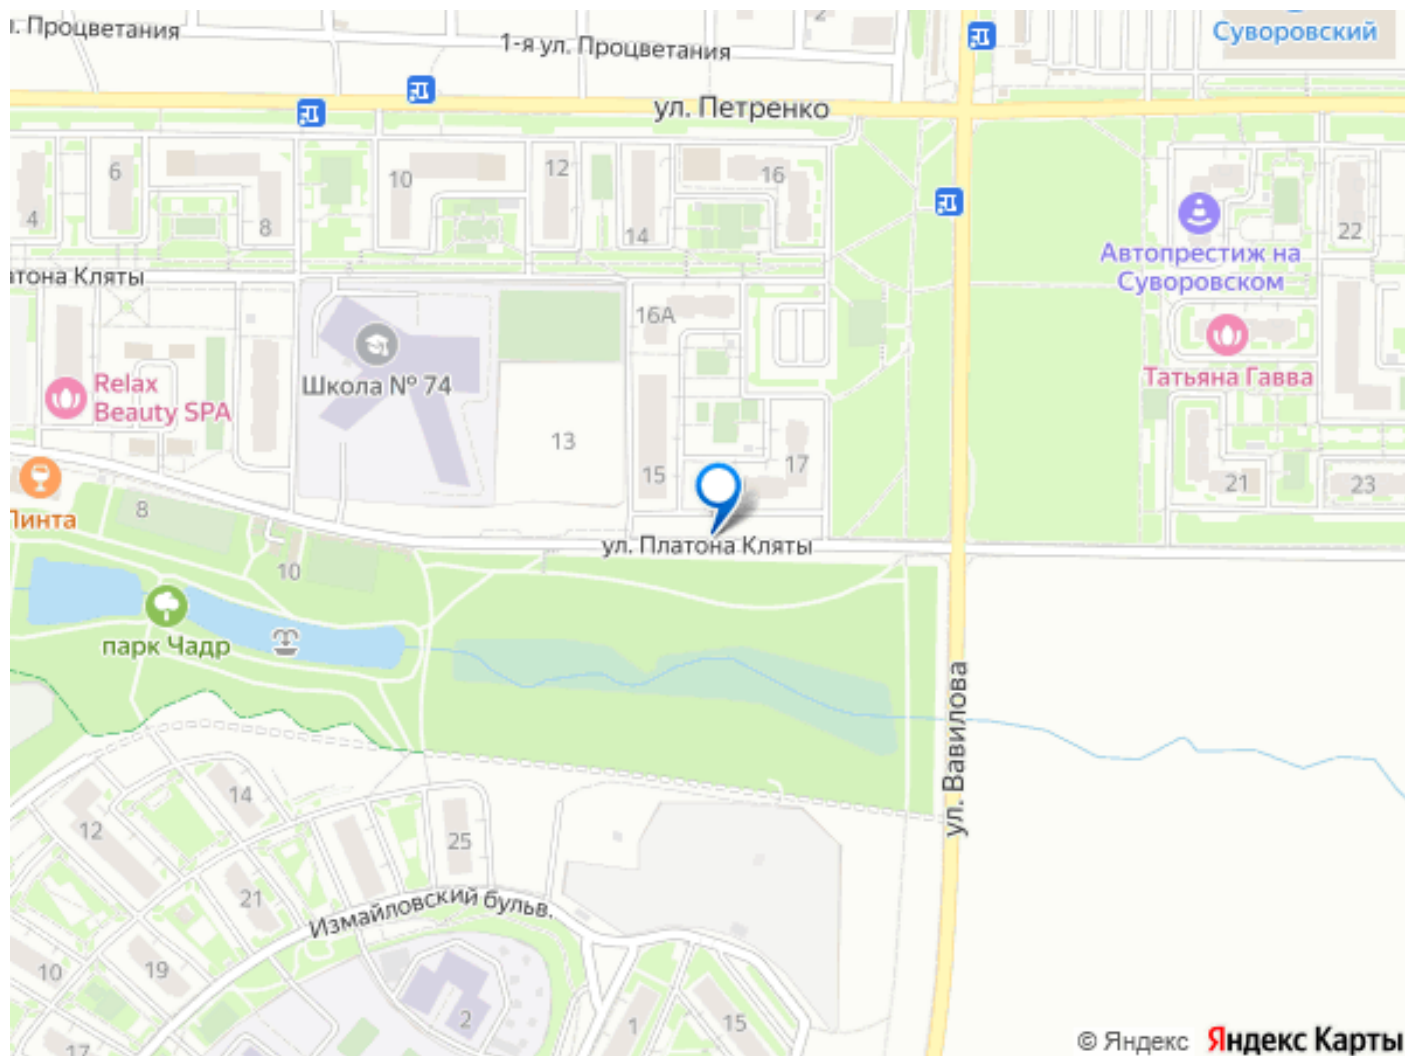 л. Процветания
1-я ул. Процветания
2
Суворовский
ул. Петренко
4
6
8
10
12
14
16
22
Автопрестиж на
Суворовском
атона Кляты
16А
Школа № 74
Relax
Beauty SPA
Татьяна Гавва
13
15
17
21
23
Пинта
8
10
ул. Платона Кляты
парк Чадр
ул. Вавилова
14
12
25
21
Измайловский бульв.
10
19
2
1
15
17
© Яндекс Яндекс Карты